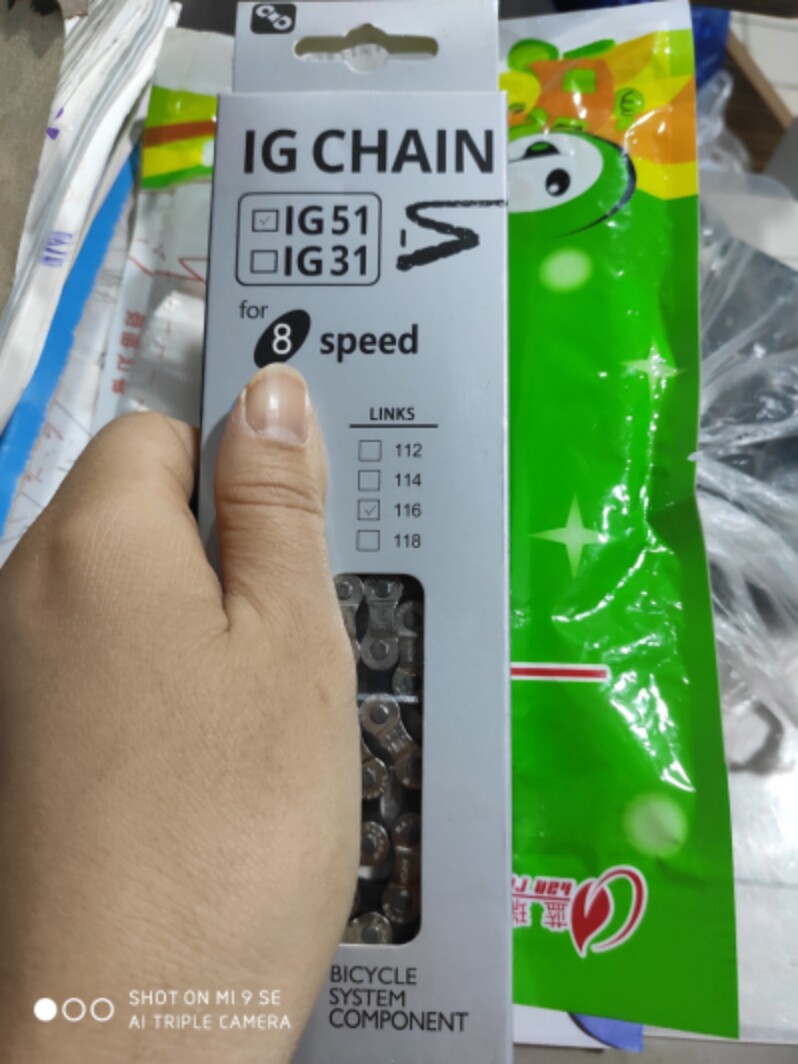 IG CHAIN
IG51
IG31
for
8 speed
LINKS
112
114
116
118
BICYCLE
SYSTEM
COMPONENT
SHOT ON MI 9 SE
AI TRIPLE CAMERA